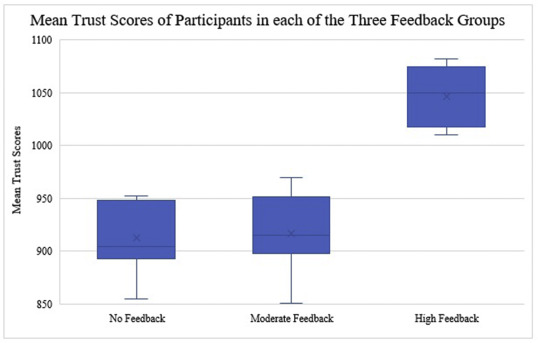 Mean Trust Scores of Participants in each of the Three Feedback Groups
1100
1050
1000
950
900
850
Mean Trust Scores
No Feedback
Moderate Feedback
High Feedback